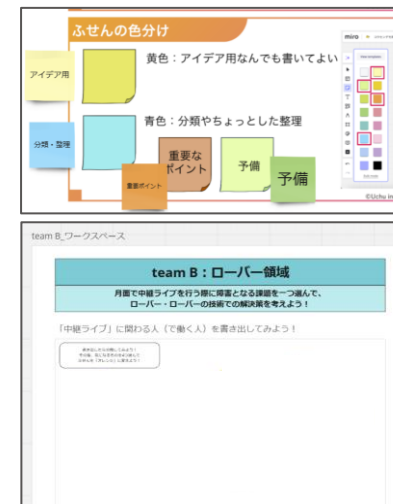 ふせんの色分け
miro
アイデア用
黄色：アイデア用なんでも書いてよい
分類・整理
青色：分類やちょっとした整理
重要な
ポイント
予備
重要ポイント
予備
©Uchu in
team B_ワークスペース
team B：ローバー領域
月面で中継ライブを行う際に障害となる課題を一つ選んで、
ローバー・ローバーの技術での解決策を考えよう！
「中継ライブ」に関わる人（で働く人）を書き出してみよう！